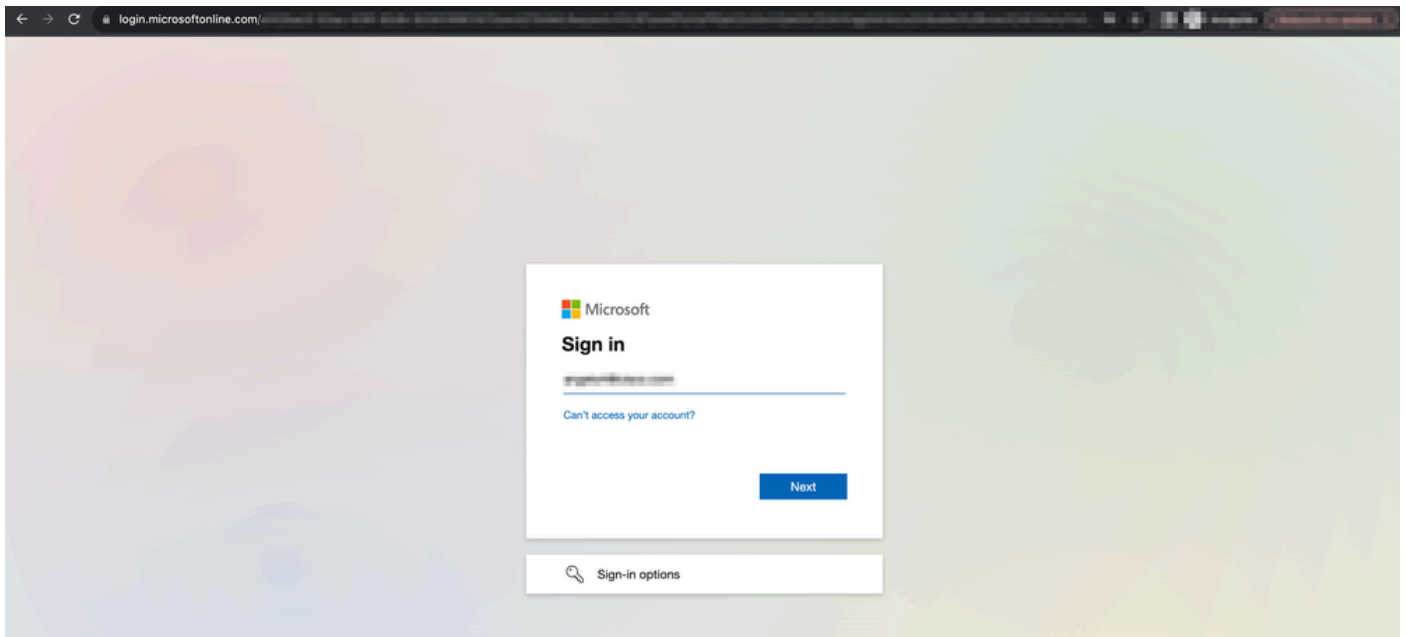 login.microsoftonline.com/
Microsoft
Sign in
Can't access your account?
Next
Sign-in options